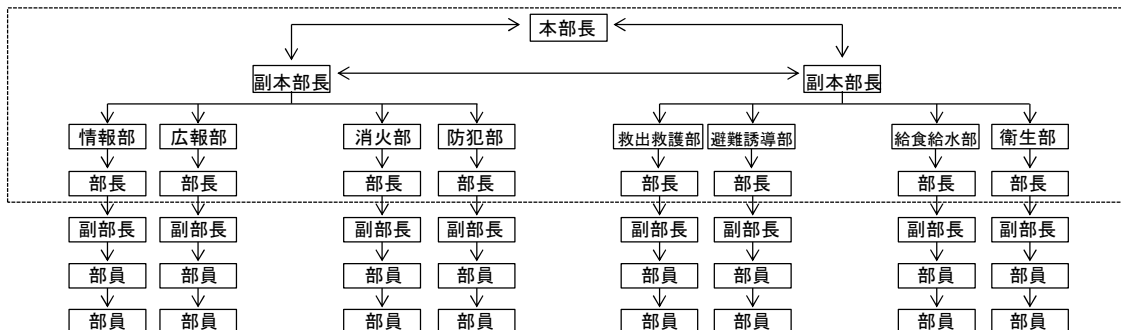 本部長
副本部長 副本部長
情報部 広報部 消火部 防犯部 救出救護部 避難誘導部 給食給水部 衛生部
部長 部長 部長 部長 部長 部長 部長 部長
副部長 副部長 副部長 副部長 副部長 副部長 副部長 副部長
部員 部員 部員 部員 部員 部員 部員 部員
部員 部員 部員 部員 部員 部員 部員 部員